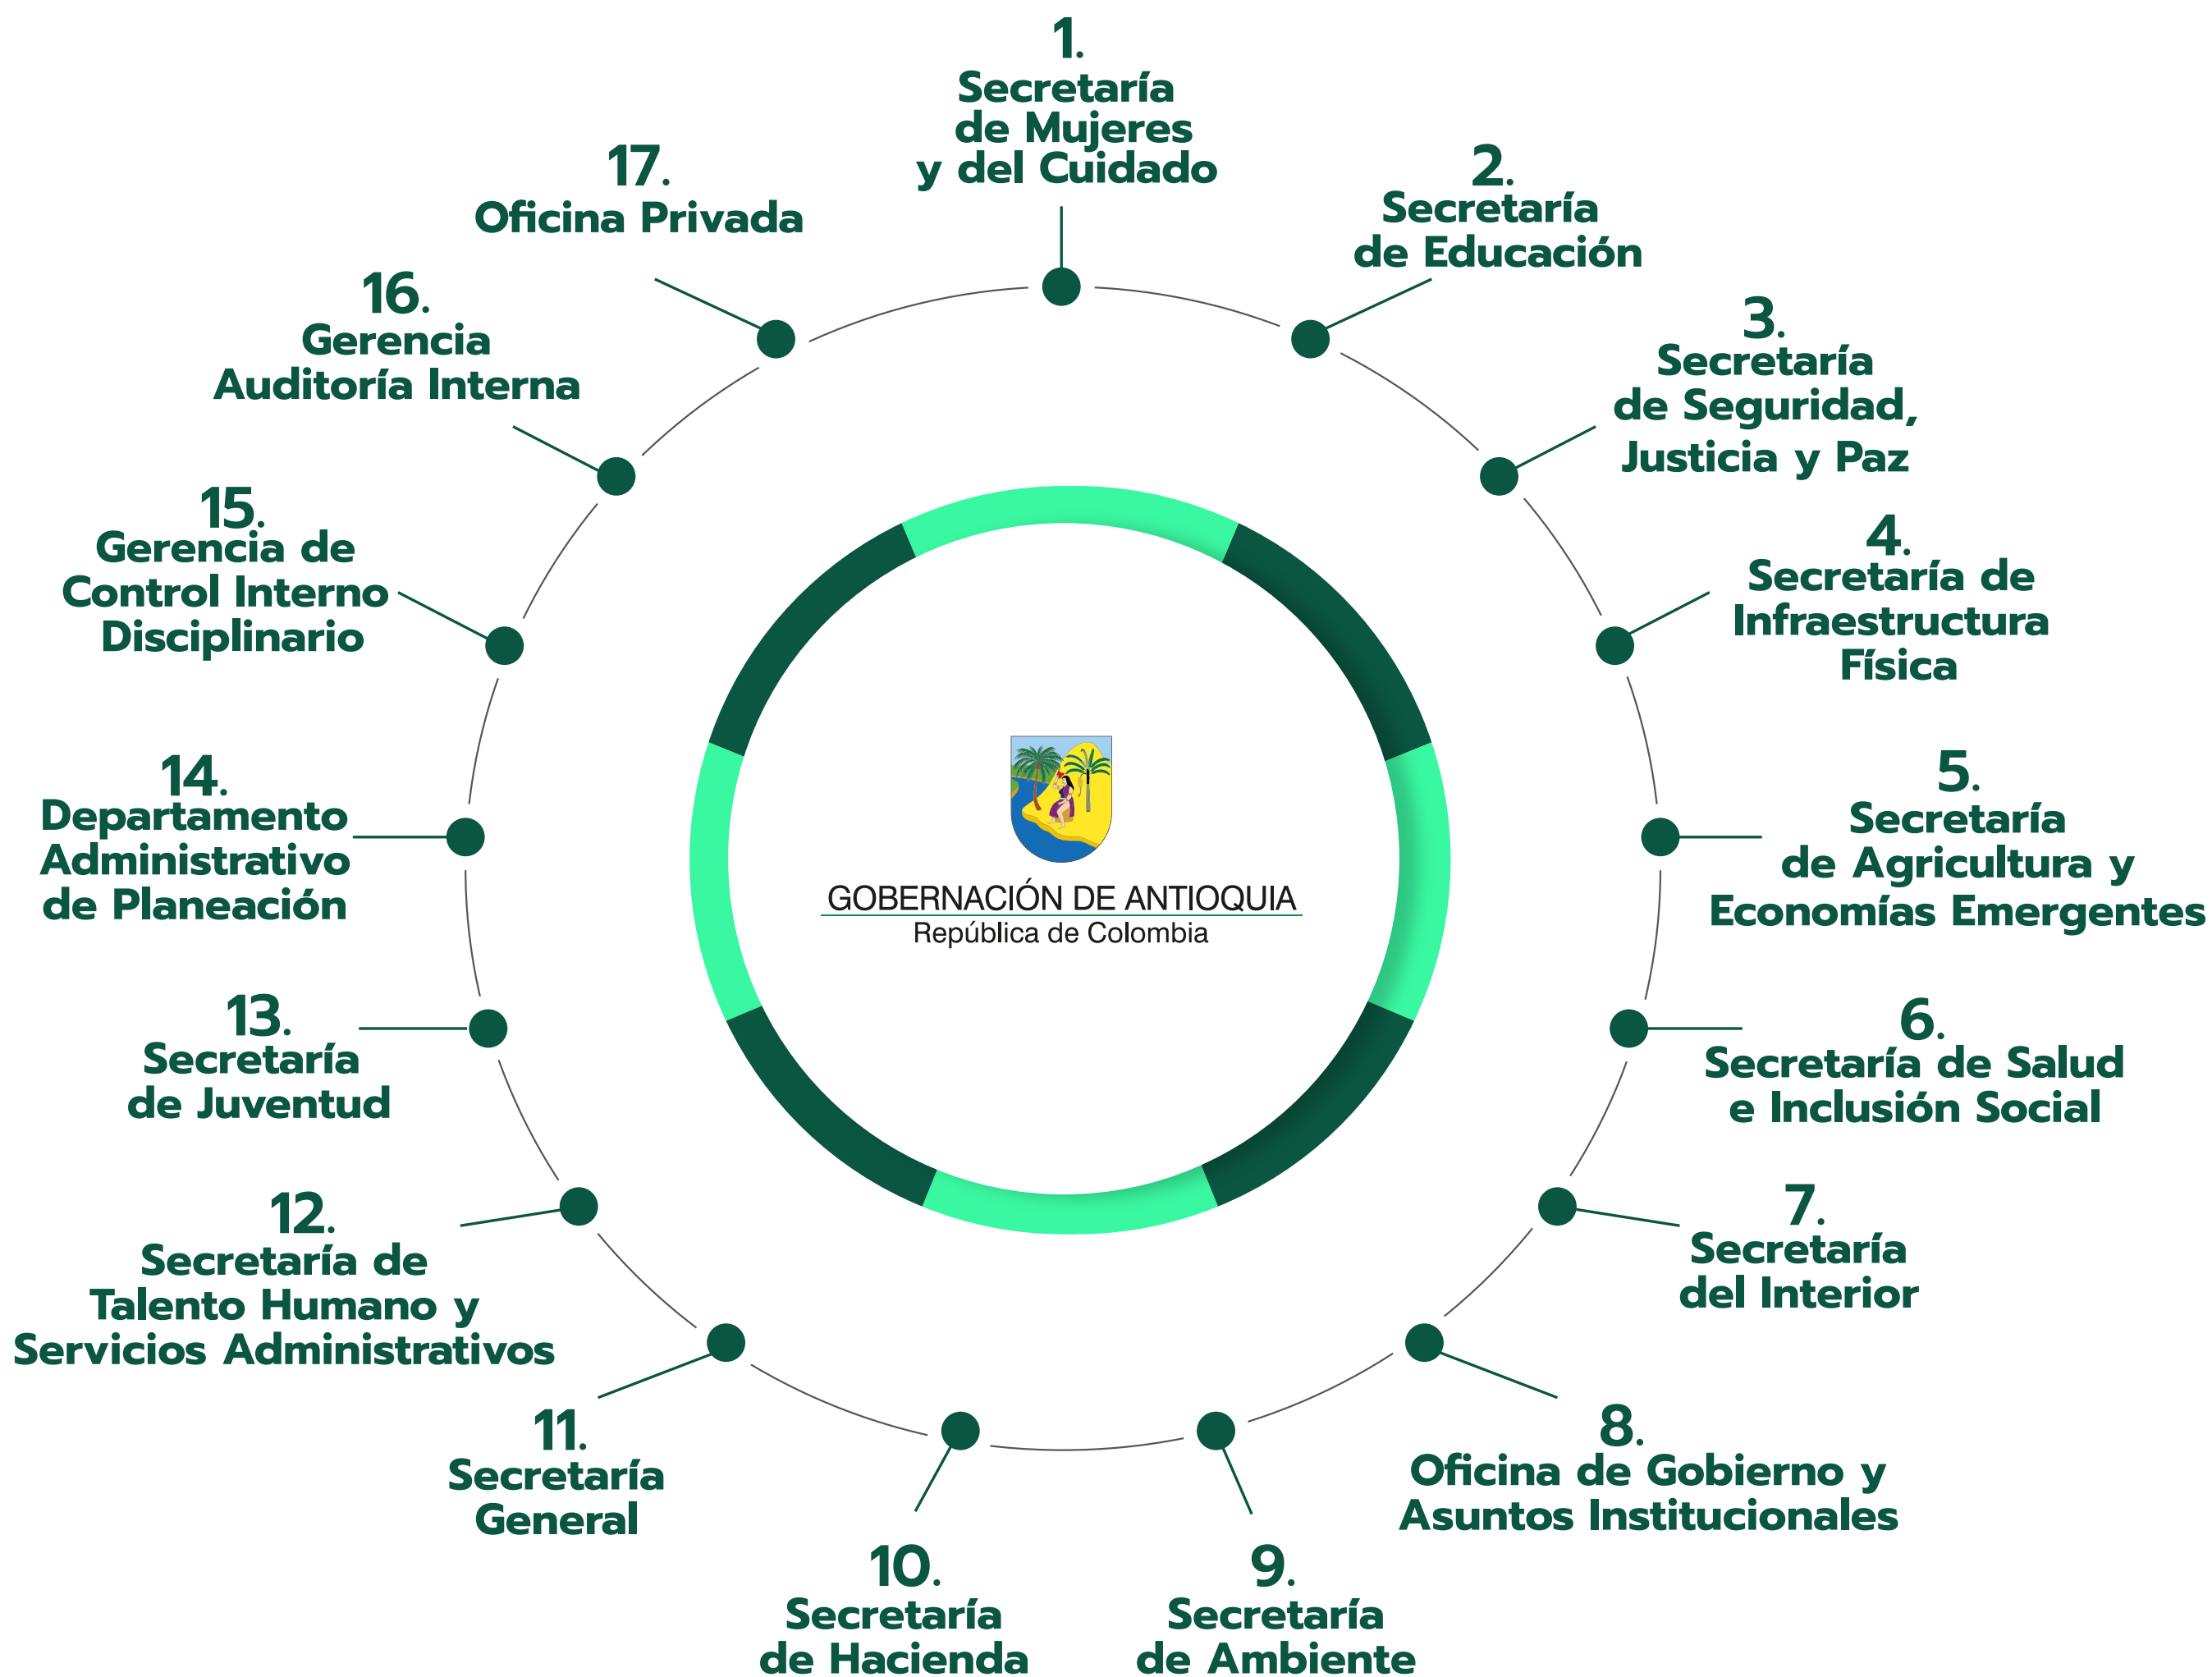 1.
Secretaría
de Mujeres
y del Cuidado
2.
Secretaría
de Educación
3.
Secretaría
de Seguridad,
Justicia y Paz
4.
Secretaría de
Infraestructura
Física
5.
Secretaría
de Agricultura y
Economías Emergentes
6.
Secretaría de Salud
e Inclusión Social
7.
Secretaría
del Interior
8.
Oficina de Gobierno y
Asuntos Institucionales
9.
Secretaría
de Ambiente
10.
Secretaría
de Hacienda
11.
Secretaría
General
12.
Secretaría de
Talento Humano y
Servicios Administrativos
13.
Secretaría
de Juventud
14.
Departamento
Administrativo
de Planeación
15.
Gerencia de
Control Interno
Disciplinario
16.
Gerencia
Auditoría Interna
17.
Oficina Privada
GOBERNACIÓN DE ANTIOQUIA
República de Colombia